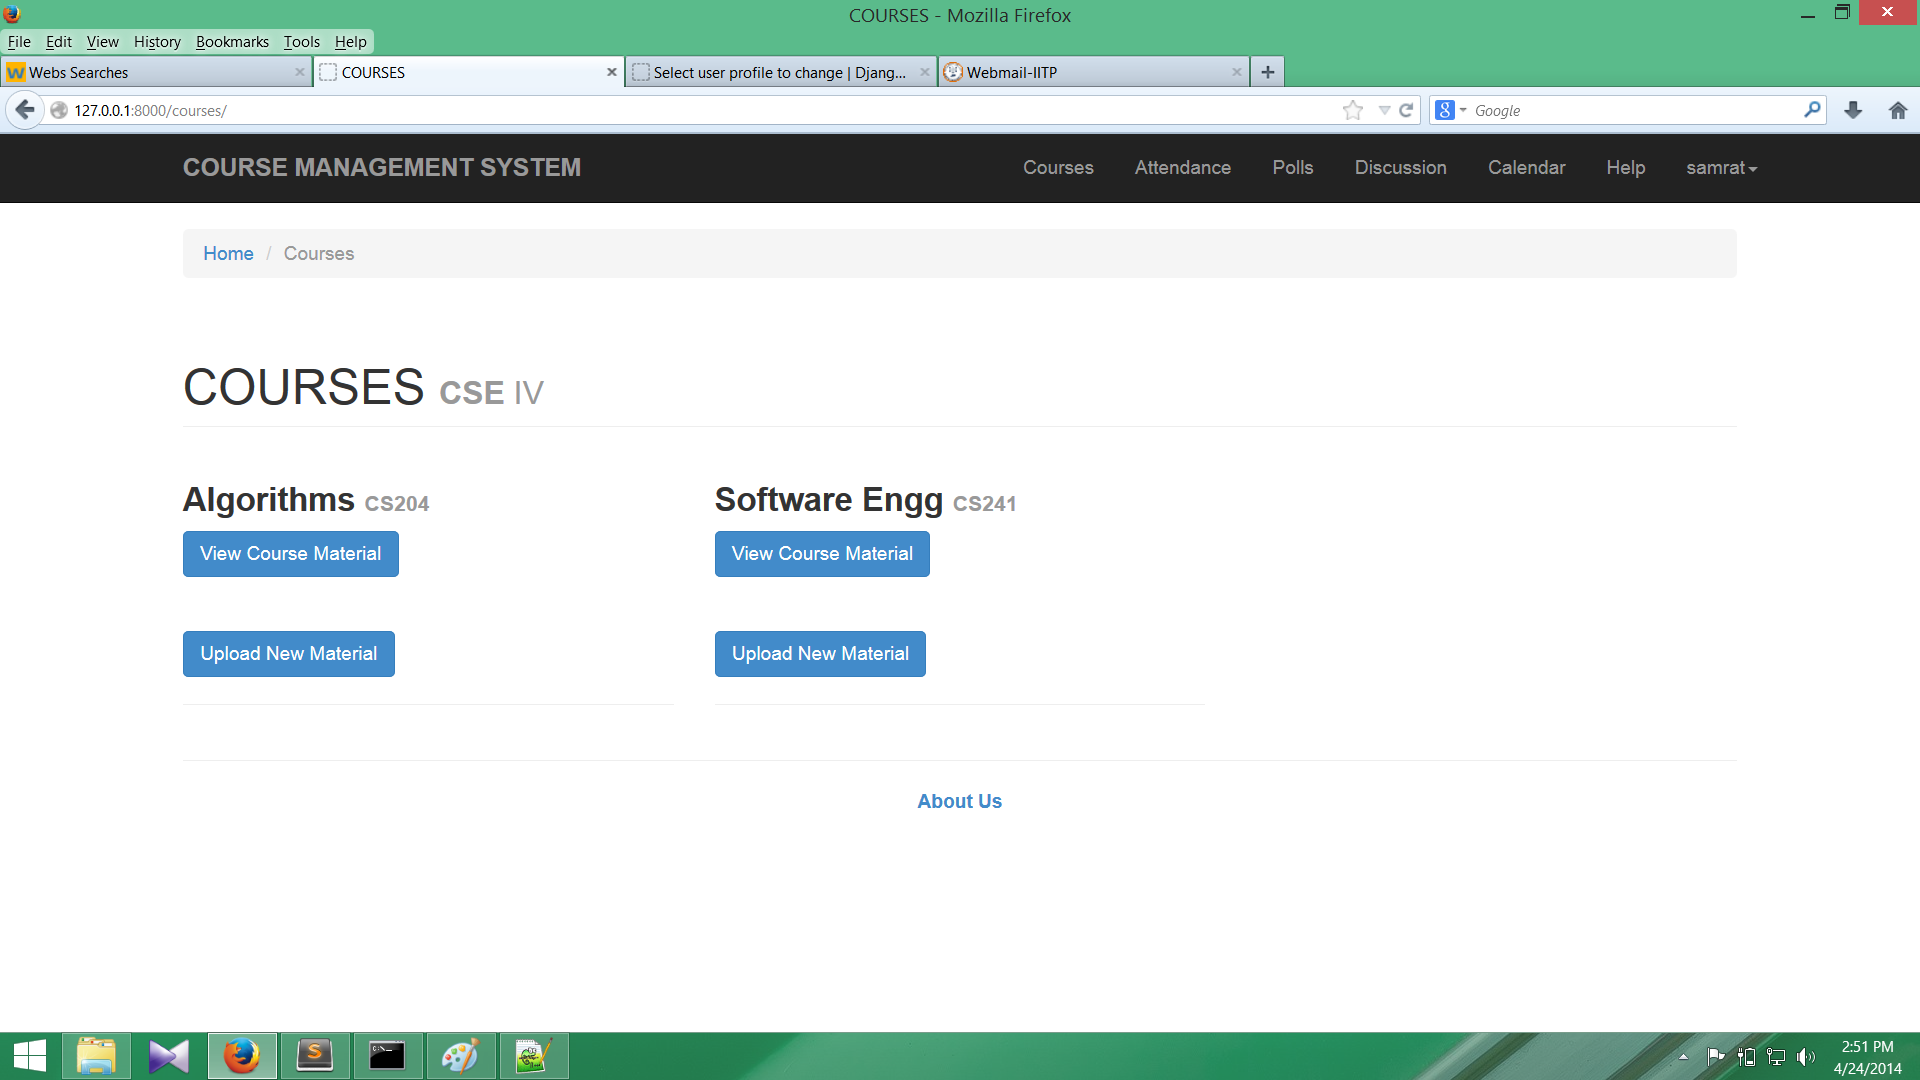 COURSES - Mozilla Firefox
File Edit View History Bookmarks Tools Help
Webs Searches
COURSES
Select user profile to change | Djang...
Webmail-IITP
127.0.0.1:8000/courses/
Google
COURSE MANAGEMENT SYSTEM
Courses Attendance Polls Discussion Calendar Help samrat
Home / Courses
COURSES CSE IV
Algorithms CS204
View Course Material
Upload New Material
Software Engg CS241
View Course Material
Upload New Material
About Us
2:51 PM
4/24/2014